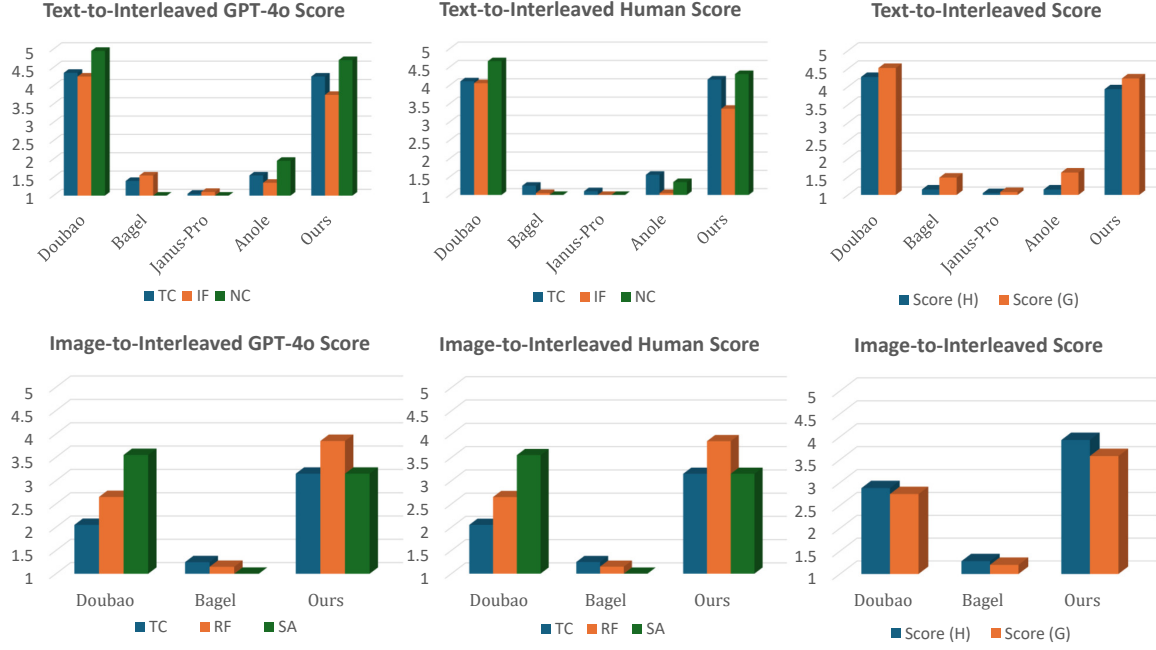 Text-to-Interleaved GPT-4o Score
5
4.5
4
3.5
3
2.5
2
1.5
1
Doubao
Bagel
Janus-Pro
Anole
Ours
TC IF NC
Text-to-Interleaved Human Score
5
4.5
4
3.5
3
2.5
2
1.5
1
Doubao
Bagel
Janus-Pro
Anole
Ours
TC IF NC
Text-to-Interleaved Score
5
4.5
4
3.5
3
2.5
2
1.5
1
Doubao
Bagel
Janus-Pro
Anole
Ours
Score (H) Score (G)
Image-to-Interleaved GPT-4o Score
5
4.5
4
3.5
3
2.5
2
1.5
1
Doubao Bagel Ours
TC RF SA
Image-to-Interleaved Human Score
5
4.5
4
3.5
3
2.5
2
1.5
1
Doubao Bagel Ours
TC RF SA
Image-to-Interleaved Score
5
4.5
4
3.5
3
2.5
2
1.5
1
Doubao Bagel Ours
Score (H) Score (G)